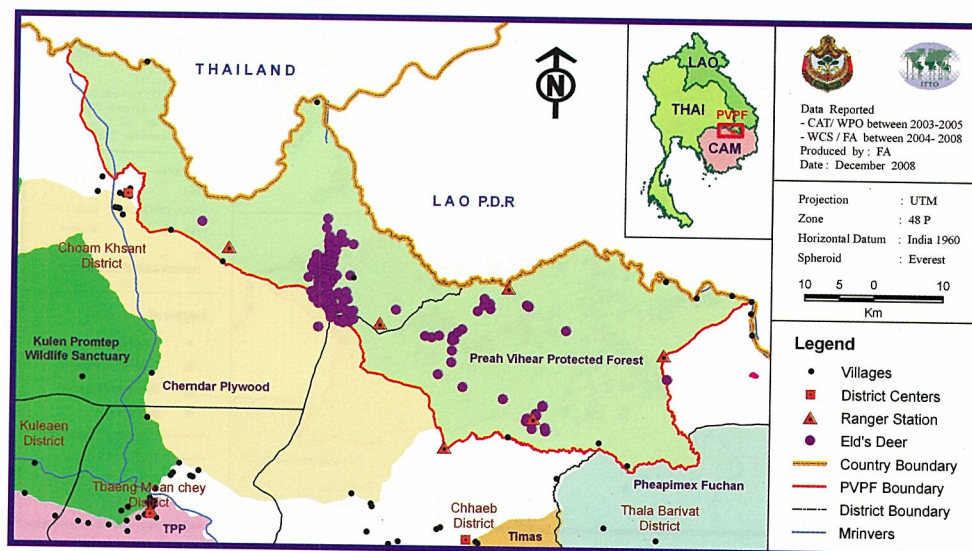 THAILAND
LAO P.D.R
N
LAO
THAI
PVPF
CAM
ITTO
Data Reported
- CAT/ WPO between 2003-2005
- WCS / FA between 2004- 2008
Produced by : FA
Date : December 2008
Projection : UTM
Zone : 48 P
Horizontal Datum : India 1960
Spheroid : Everest
10 5 0 10
Km
Choam Khsant
District
Kulen Promtep
Wildlife Sanctuary
Cherndar Plywood
Preah Vihear Protected Forest
Kuleaen
District
Tbaeng Mean chey
District
TPP
Chhaeb
District
Timas
Pheapimex Fuchan
Thala Barivat
District
Legend
Villages
District Centers
Ranger Station
Eld's Deer
Country Boundary
PVPF Boundary
District Boundary
Mrinvers